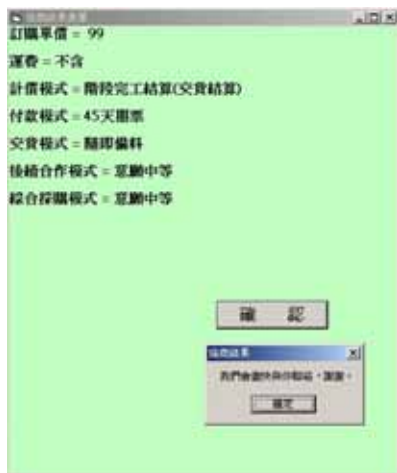 訂購單價 = 99
運費 = 不含
計價模式 = 階段完工結算(交貨結算)
付款模式 = 45天期票
交貨模式 = 隨即備料
後續合作模式 = 意願中等
綜合採購模式 = 意願中等
確 認
我們會盡快與你聯絡，謝謝。
確定